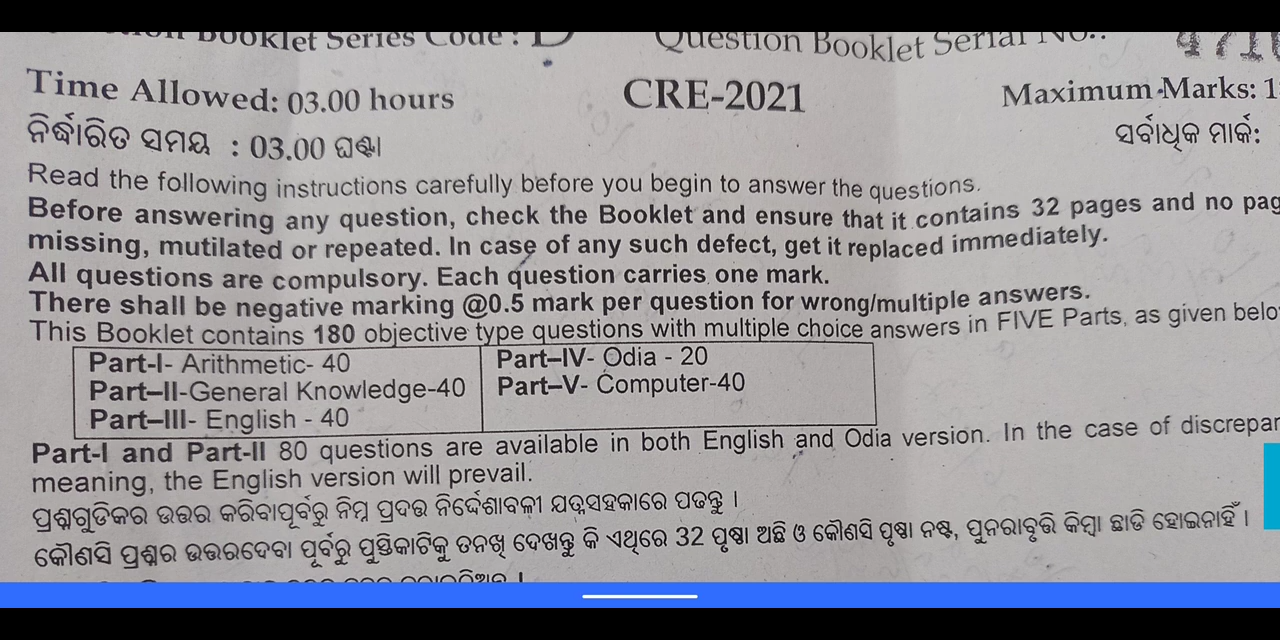 Booklet Series Code : D Question Booklet Serial No.:
Time Allowed: 03.00 hours CRE-2021 Maximum Marks:
ନିର୍ଦ୍ଧାରିତ ସମୟ : 03.00 ଘଣ୍ଟା ସର୍ବାଧିକ ମାର୍କ:
Read the following instructions carefully before you begin to answer the questions.
Before answering any question, check the Booklet and ensure that it contains 32 pages and no
missing, mutilated or repeated. In case of any such defect, get it replaced immediately.
All questions are compulsory. Each question carries one mark.
There shall be negative marking @0.5 mark per question for wrong/multiple answers.
This Booklet contains 180 objective type questions with multiple choice answers in FIVE Parts, as given
Part-I- Arithmetic- 40
Part–II-General Knowledge-40
Part–III- English - 40
Part–IV- Odia - 20
Part–V- Computer-40
Part-I and Part-II 80 questions are available in both English and Odia version. In the case of
meaning, the English version will prevail.
ପ୍ରଶ୍ନଗୁଡିକର ଉତ୍ତର କରିବାପୂର୍ବରୁ ନିମ୍ନ ପ୍ରଦତ୍ତ ନିର୍ଦ୍ଦେଶାବଳୀ ଯତ୍ନସହକାରେ ପଢନ୍ତୁ ।
କୌଣସି ପ୍ରଶ୍ନର ଉତ୍ତରଦେବା ପୂର୍ବରୁ ପୁସ୍ତିକାଟିକୁ ତନଖି ଦେଖନ୍ତୁ କି ଏଥିରେ 32 ପୃଷ୍ଠା ଅଛି ଓ କୌଣସି ପୃଷ୍ଠା ନଷ୍ଟ, ପୁନରାବୃତ୍ତି କିମ୍ବା ଛାଡି ହୋଇନାହିଁ ।